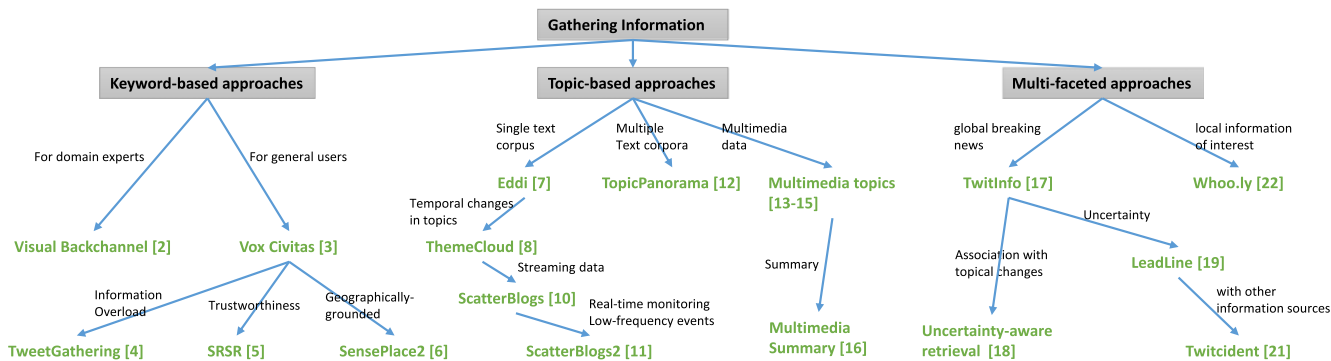 Gathering Information
Keyword-based approaches
Topic-based approaches
Multi-faceted approaches
For domain experts
For general users
Single text
corpus
Multiple
Text corpora
Multimedia
data
global breaking
news
local information
of interest
Eddi [7]
TopicPanorama [12]
Multimedia topics
[13-15]
TwitInfo [17]
Whoo.ly [22]
Temporal changes
in topics
Uncertainty
Visual Backchannel [2]
Vox Civitas [3]
ThemeCloud [8]
Association with
topical changes
LeadLine [19]
Streaming data
Summary
Information
Overload
Trustworthiness
Geographically-
grounded
ScatterBlogs [10]
Real-time monitoring
Low-frequency events
with other
information sources
TweetGathering [4]
SRSR [5]
SensePlace2 [6]
ScatterBlogs2 [11]
Multimedia
Summary [16]
Uncertainty-aware
retrieval [18]
Twitcident [21]